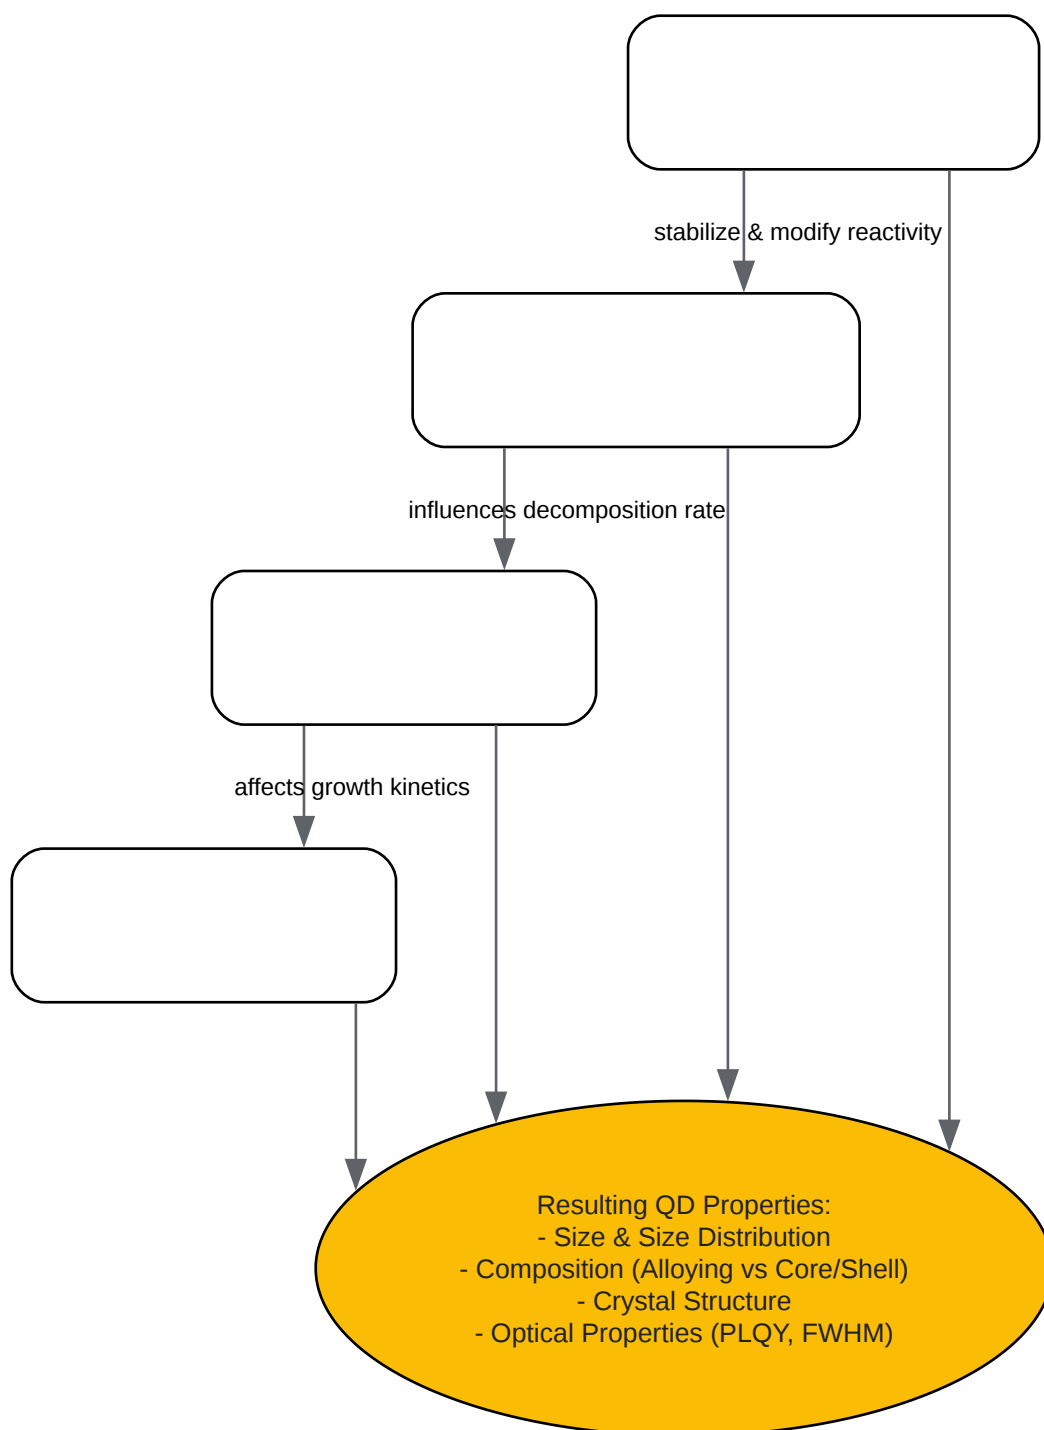 stabilize & modify reactivity
influences decomposition rate
affects growth kinetics
Resulting QD Properties:
- Size & Size Distribution
- Composition (Alloying vs Core/Shell)
- Crystal Structure
- Optical Properties (PLQY, FWHM)